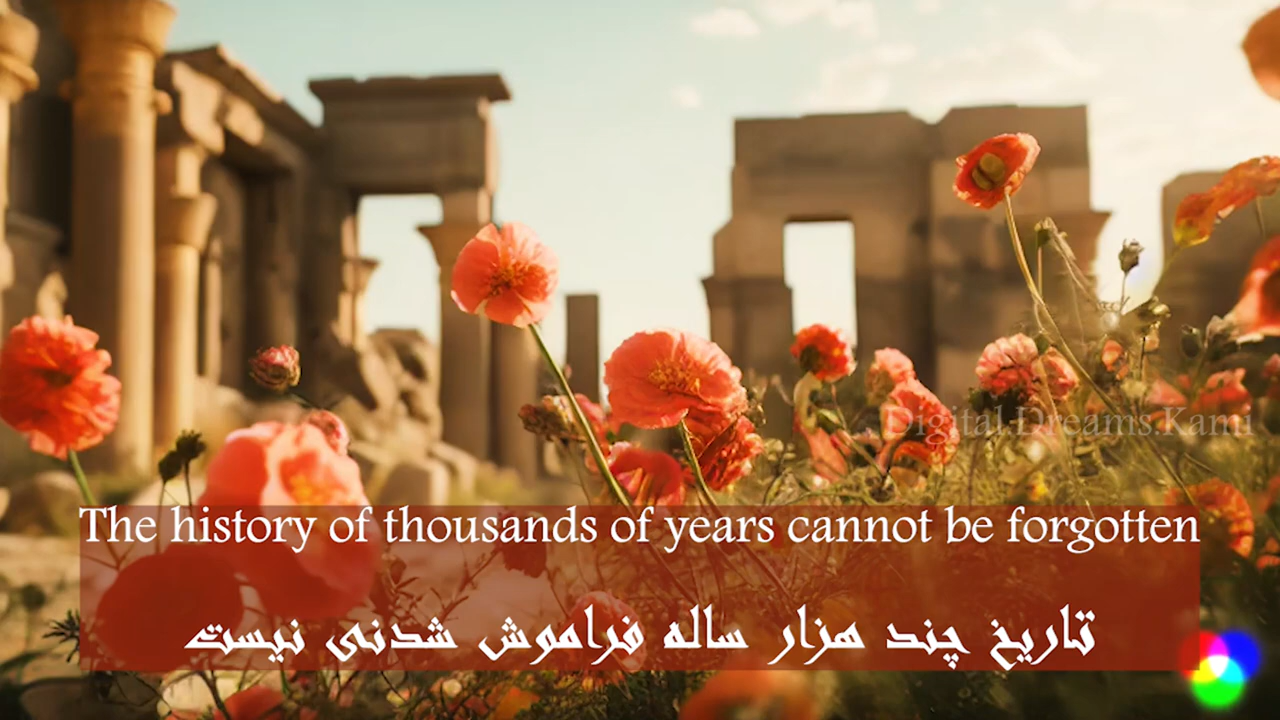 Digital.Dreams.Kami
The history of thousands of years cannot be forgotten
تاریخ چند هزار ساله فراموش شدنی نیست